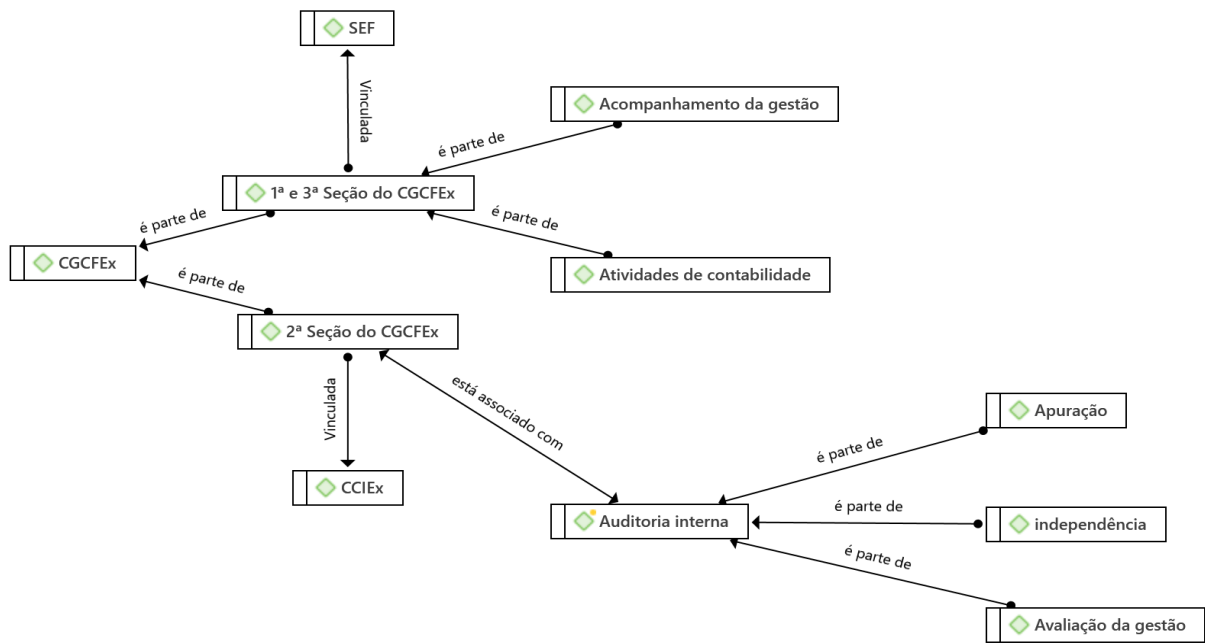 SEF
Vinculada
Acompanhamento da gestão
é parte de
1ª e 3ª Seção do CGCFEx
é parte de
é parte de
CGCFEx
Atividades de contabilidade
é parte de
2ª Seção do CGCFEx
Vinculada
está associado com
Apuração
é parte de
CCIEx
Auditoria interna
é parte de
independência
é parte de
Avaliação da gestão